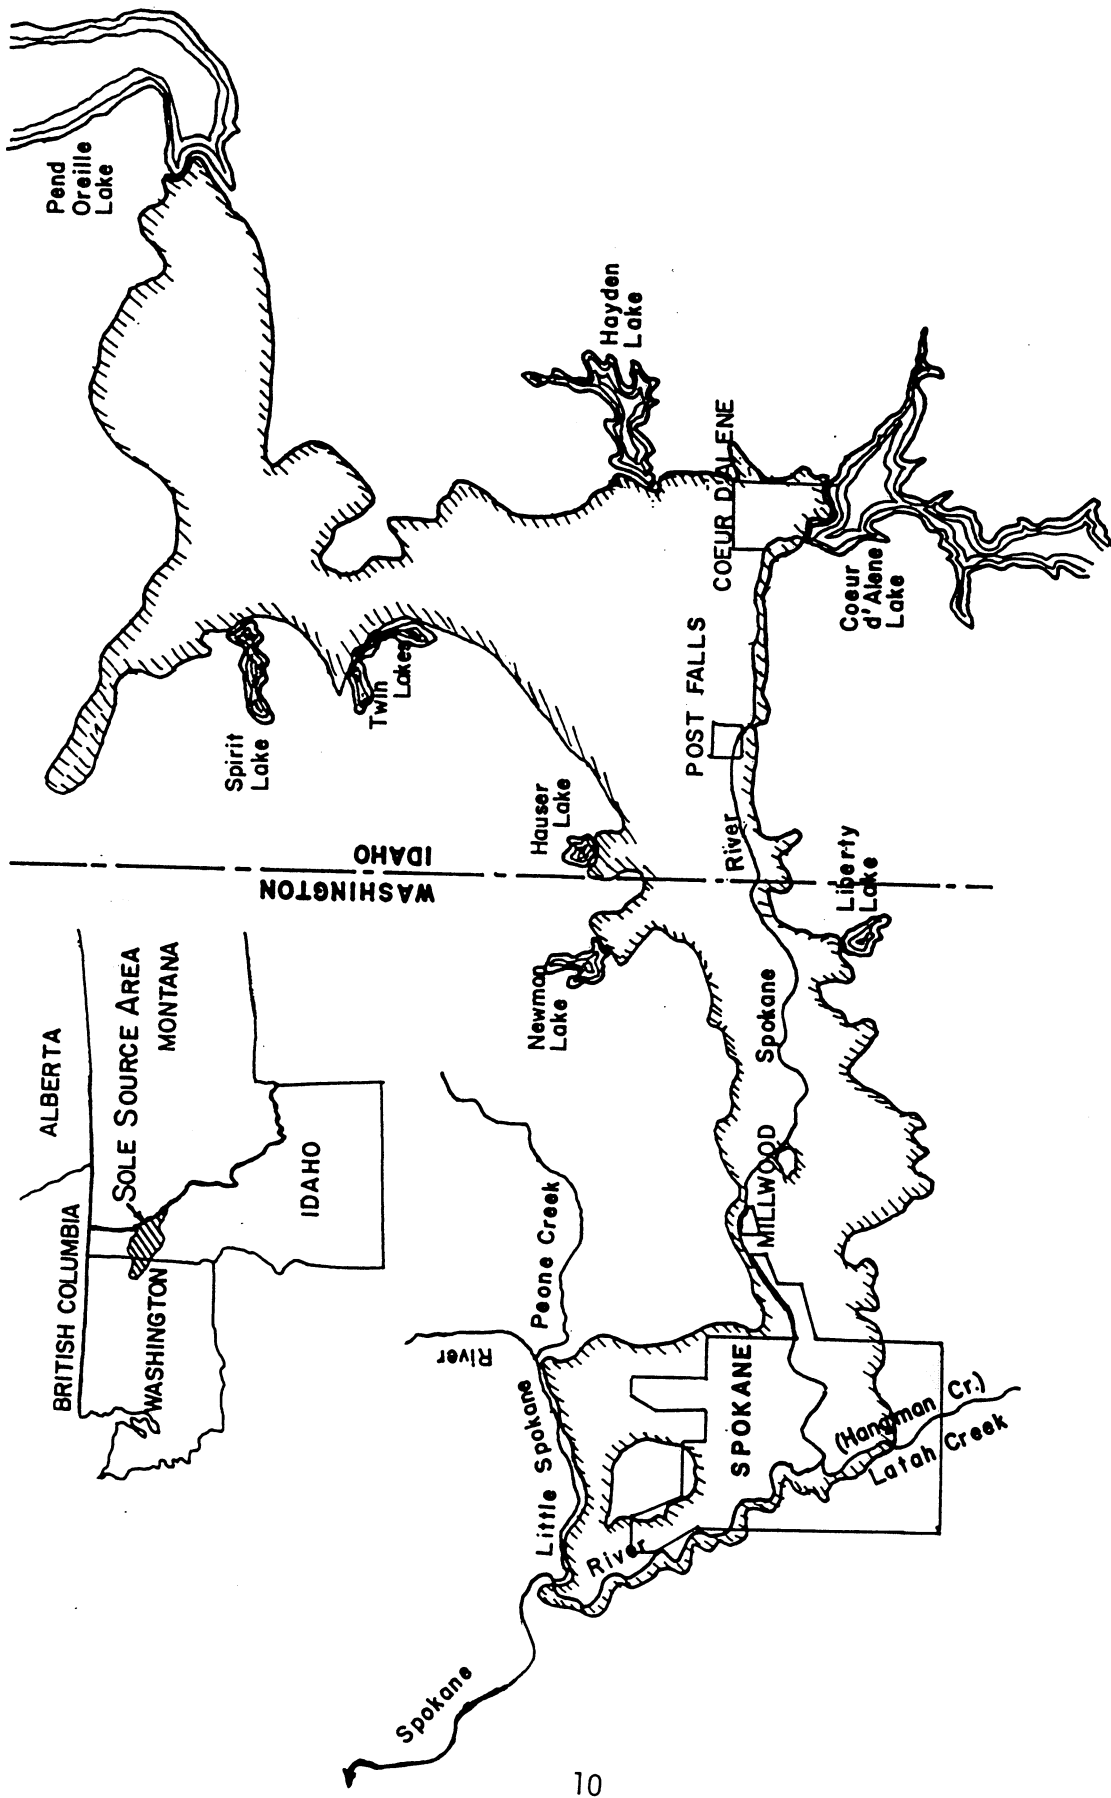 BRITISH COLUMBIA
ALBERTA
SOLE SOURCE AREA
MONTANA
WASHINGTON
IDAHO
Pend
Oreille
Lake
Spirit
Lake
Twin
Lakes
WASHINGTON
IDAHO
Hayden
Lake
Hauser
Lake
Newman
Lake
Peone Creek
River
Little Spokane
Spokane
River
SPOKANE
MILLWOOD
Spokane
River
POST FALLS
COEUR D'ALENE
Coeur
d'Alene
Lake
Liberty
Lake
(Hangman Cr.)
Latah Creek
10